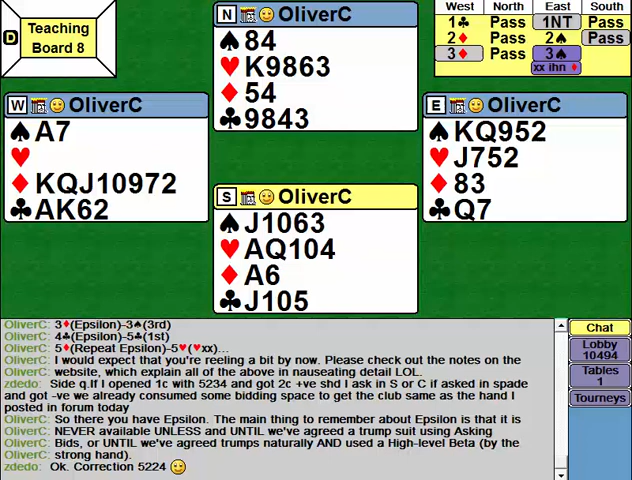 D
Teaching
Board 8
N OliverC
♠84
♥K9863
♦54
♣9843
West North East South
1♣ Pass 1NT Pass
2♦ Pass 2♠ Pass
3♦ Pass 3♠
xx ihn ♦
W OliverC
♠A7
♥
♦KQJ10972
♣AK62
E OliverC
♠KQ952
♥J752
♦83
♣Q7
S OliverC
♠J1063
♥AQ104
♦A6
♣J105
OliverC: 3♦(Epsilon)-3♠(3rd)
OliverC: 4♣(Epsilon)-5♣(1st)
OliverC: 5♦(Repeat Epsilon)-5♥(♥xx)...
OliverC: I would expect that you're reeling a bit by now. Please check out the notes on the
OliverC: website, which explain all of the above in nauseating detail LOL.
zdedo: Side q.If I opened 1c with 5234 and got 2c +ve shd I ask in S or C if asked in spade
and got -ve we already consumed some bidding space to get the club same as the hand I
posted in forum today
OliverC: So there you have Epsilon. The main thing to remember about Epsilon is that it is
OliverC: NEVER available UNLESS and UNTIL we've agreed a trump suit using Asking
OliverC: Bids, or UNTIL we've agreed trumps naturally AND used a High-level Beta (by the
OliverC: strong hand).
zdedo: Ok. Correction 5224
Chat
Lobby
10494
Tables
1
Tourneys